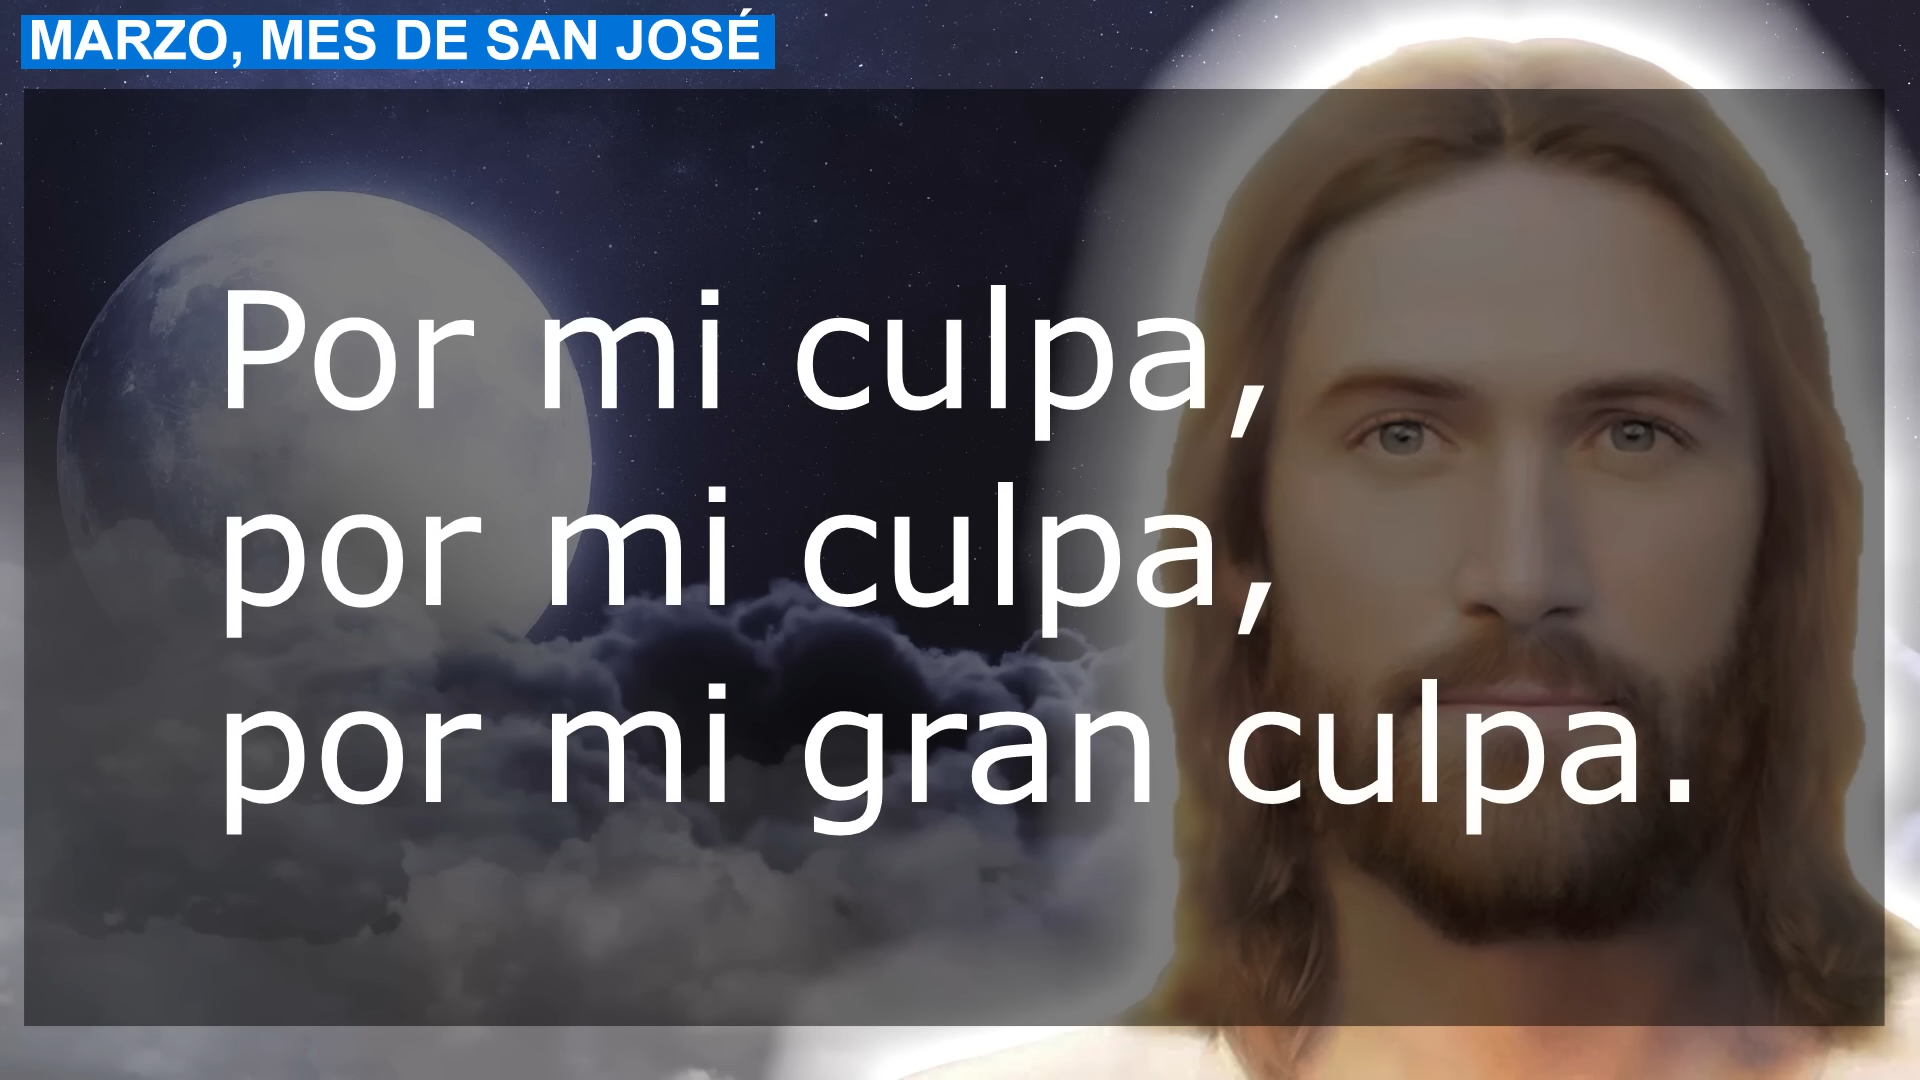 MARZO, MES DE SAN JOSÉ
Por mi culpa,
por mi culpa,
por mi gran culpa.